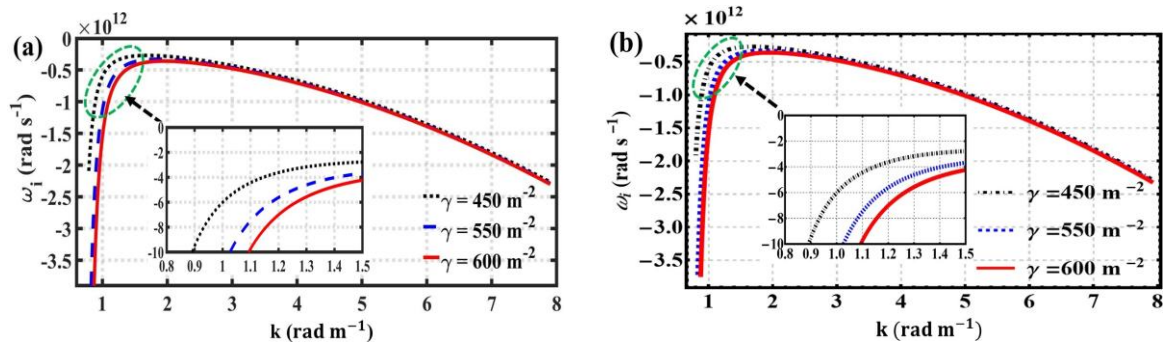 (a)
×10¹²
0
-0.5
-1
-1.5
-2
-2.5
-3
-3.5
ωᵢ (rad s⁻¹)
1 2 3 4 5 6 7 8
k (rad m⁻¹)
0
-2
-4
-6
-8
-10
0.8 0.9 1 1.1 1.2 1.3 1.4 1.5
γ = 450 m⁻²
γ = 550 m⁻²
γ = 600 m⁻²
(b)
× 10¹²
−0.5
−1.0
−1.5
−2.0
−2.5
−3.0
−3.5
ωᵢ (rad s⁻¹)
1 2 3 4 5 6 7 8
k (rad m⁻¹)
0
−2
−4
−6
−8
−10
0.8 0.9 1.0 1.1 1.2 1.3 1.4 1.5
γ =450 m ⁻²
γ =550 m ⁻²
γ =600 m ⁻²